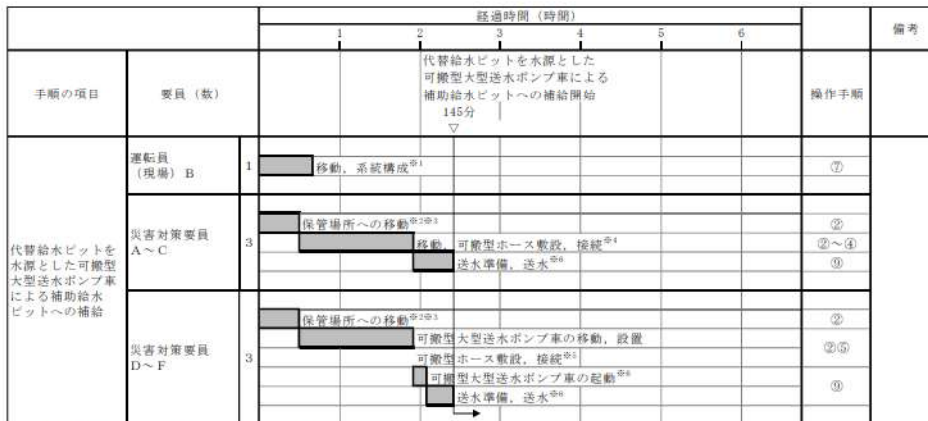 経過時間（時間）
備考
1 2 3 4 5 6
手順の項目
要員（数）
代替給水ピットを水源とした
可搬型大型送水ポンプ車による
補助給水ピットへの補給開始
145分
▽
操作手順
代替給水ピットを
水源とした可搬型
大型送水ポンプ車
による補助給水
ピットへの補給
運転員
（現場）B
1
移動，系統構成※1
⑦
災害対策要員
A～C
3
保管場所への移動※2※3
②
移動，可搬型ホース敷設，接続※4
②～④
送水準備，送水※6
⑨
災害対策要員
D～F
3
保管場所への移動※2※3
②
可搬型大型送水ポンプ車の移動，設置
②⑤
可搬型ホース敷設，接続※5
可搬型大型送水ポンプ車の起動※6
⑨
送水準備，送水※6